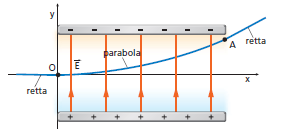 y
- - - - - - -
parabola
A
retta
O
E
x
retta
+ + + + + + +